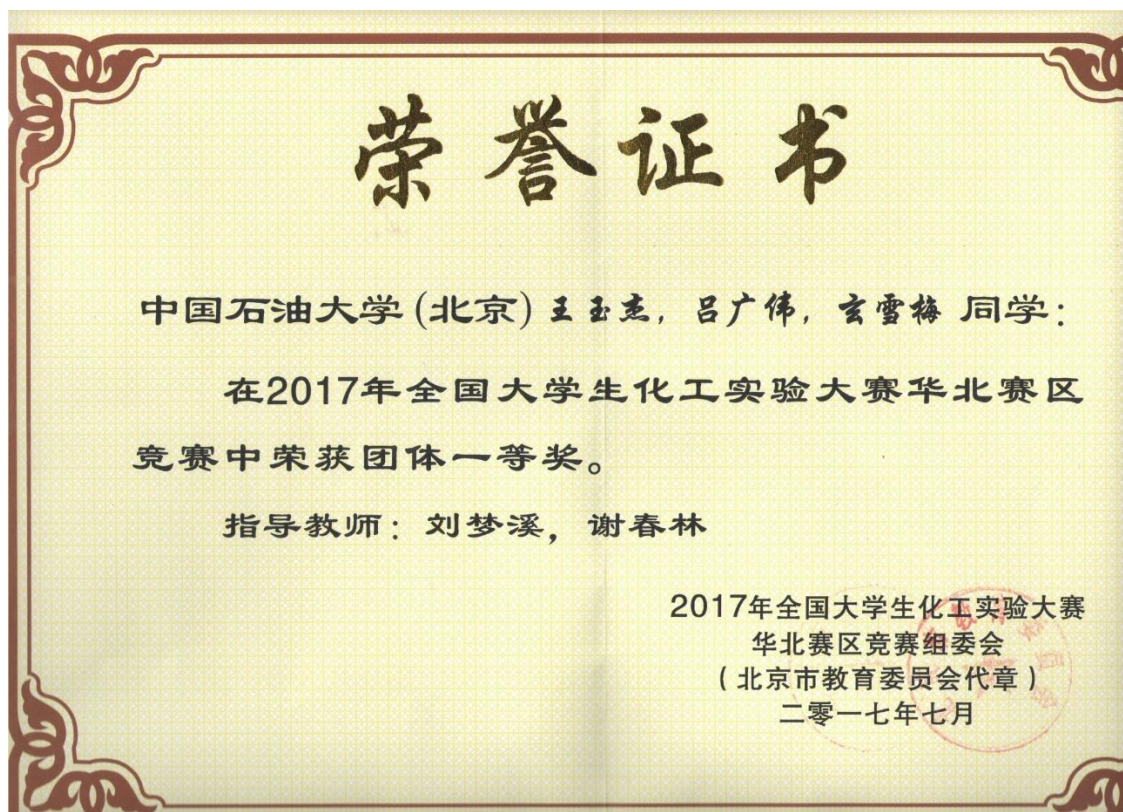 荣誉证书
中国石油大学(北京)王玉杰，吕广伟，玄雪梅 同学：
在2017年全国大学生化工实验大赛华北赛区
竞赛中荣获团体一等奖。
指导教师：刘梦溪，谢春林
2017年全国大学生化工实验大赛
华北赛区竞赛组委会
（北京市教育委员会代章）
二零一七年七月